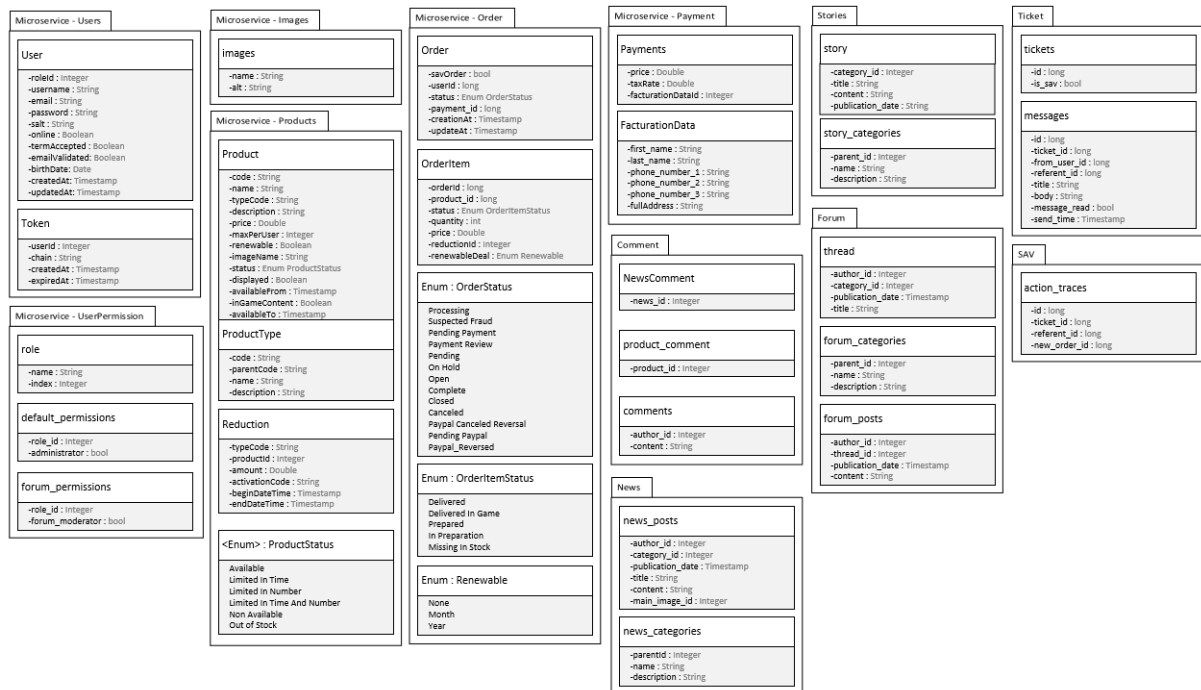 Microservice - Users
User
-roleId : Integer
-username : String
-email : String
-password : String
-salt : String
-online : Boolean
-termAccepted : Boolean
-emailValidated: Boolean
-birthDate: Date
-createdAt: Timestamp
-updatedAt: Timestamp
Token
-userId : Integer
-chain : String
-createdAt : Timestamp
-expiredAt : Timestamp
Microservice - UserPermission
role
-name : String
-index : Integer
default_permissions
-role_id : Integer
-administrator : bool
forum_permissions
-role_id : Integer
-forum_moderator : bool
Microservice - Images
images
-name : String
-alt : String
Microservice - Products
Product
-code : String
-name : String
-typeCode : String
-description : String
-price : Double
-maxPerUser : Integer
-renewable : Boolean
-imageName : String
-status : Enum ProductStatus
-displayed : Boolean
-availableFrom : Timestamp
-inGameContent : Boolean
-availableTo : Timestamp
ProductType
-code : String
-parentCode : String
-name : String
-description : String
Reduction
-typeCode : String
-productId : Integer
-amount : Double
-activationCode : String
-beginDateTime : Timestamp
-endDateTime : Timestamp
<Enum> : ProductStatus
Available
Limited In Time
Limited In Number
Limited In Time And Number
Non Available
Out of Stock
Microservice - Order
Order
-savOrder : bool
-userId : long
-status : Enum OrderStatus
-payment_id : long
-creationAt : Timestamp
-updateAt : Timestamp
OrderItem
-orderId : long
-product_id : long
-status : Enum OrderItemStatus
-quantity : int
-price : Double
-reductionId : Integer
-renewableDeal : Enum Renewable
Enum : OrderStatus
Processing
Suspected Fraud
Pending Payment
Payment Review
Pending
On Hold
Open
Complete
Closed
Canceled
Paypal Canceled Reversal
Pending Paypal
Paypal_Reversed
Enum : OrderItemStatus
Delivered
Delivered In Game
Prepared
In Preparation
Missing In Stock
Enum : Renewable
None
Month
Year
Microservice - Payment
Payments
-price : Double
-taxRate : Double
-facturationDataId : Integer
FacturationData
-first_name : String
-last_name : String
-phone_number_1 : String
-phone_number_2 : String
-phone_number_3 : String
-fullAddress : String
Comment
NewsComment
-news_id : Integer
product_comment
-product_id : Integer
comments
-author_id : Integer
-content : String
News
news_posts
-author_id : Integer
-category_id : Integer
-publication_date : Timestamp
-title : String
-content : String
-main_image_id : Integer
news_categories
-parentId : Integer
-name : String
-description : String
Stories
story
-category_id : Integer
-title : String
-content : String
-publication_date : String
story_categories
-parent_id : Integer
-name : String
-description : String
Forum
thread
-author_id : Integer
-category_id : Integer
-publication_date : Timestamp
-title : String
forum_categories
-parent_id : Integer
-name : String
-description : String
forum_posts
-author_id : Integer
-thread_id : Integer
-publication_date : Timestamp
-content : String
Ticket
tickets
-id : long
-is_sav : bool
messages
-id : long
-ticket_id : long
-from_user_id : long
-referent_id : long
-title : String
-body : String
-message_read : bool
-send_time : Timestamp
SAV
action_traces
-id : long
-ticket_id : long
-referent_id : long
-new_order_id : long